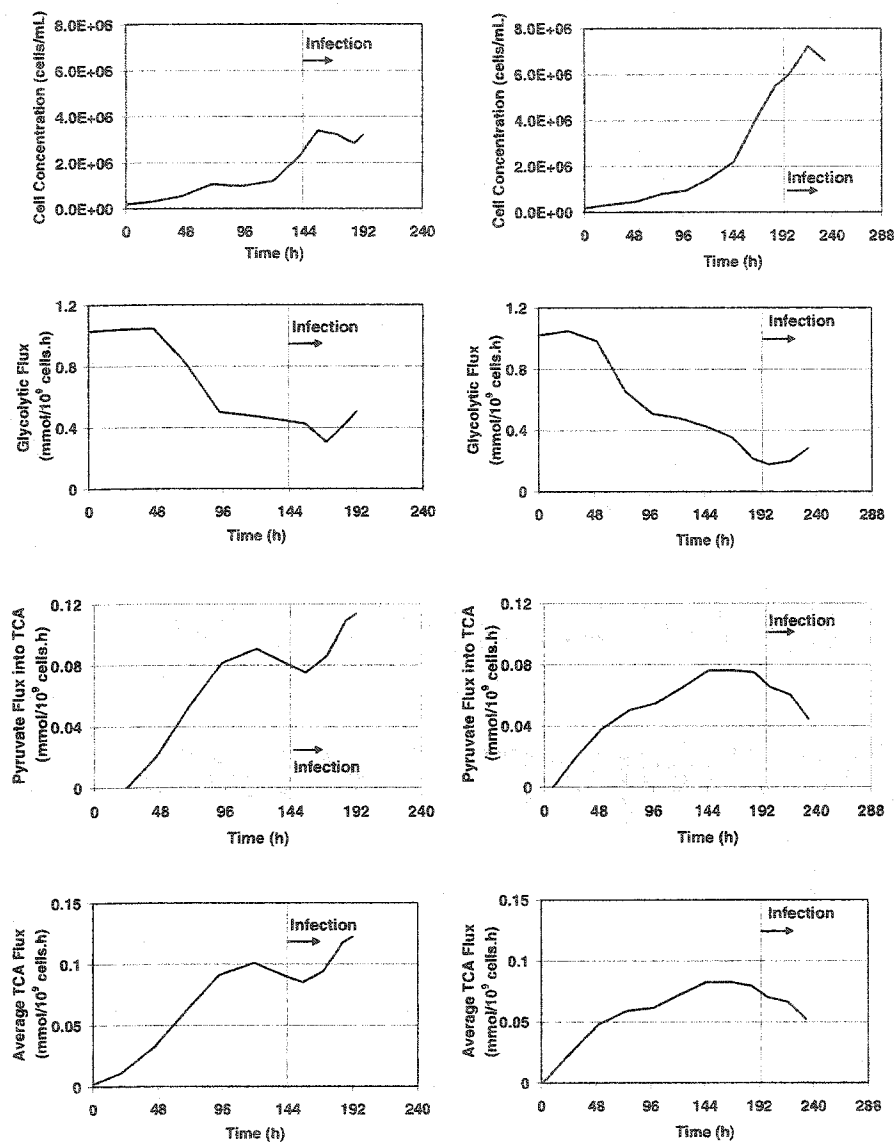 Cell Concentration (cells/mL)
8.0E+06
6.0E+06
4.0E+06
2.0E+06
0.0E+00
Infection
0 48 96 144 192 240
Time (h)
Cell Concentration (cells/mL)
8.0E+06
6.0E+06
4.0E+06
2.0E+06
0.0E+00
Infection
0 48 96 144 192 240 288
Time (h)
Glycolytic Flux
(mmol/10⁹ cells.h)
1.2
0.8
0.4
0
Infection
0 48 96 144 192 240
Time (h)
Glycolytic Flux
(mmol/10⁹ cells.h)
1.2
0.8
0.4
0
Infection
0 48 96 144 192 240 288
Time (h)
Pyruvate Flux into TCA
(mmol/10⁹ cells.h)
0.12
0.08
0.04
0
Infection
0 48 96 144 192 240
Time (h)
Pyruvate Flux into TCA
(mmol/10⁹ cells.h)
0.12
0.08
0.04
0
Infection
0 48 96 144 192 240 288
Time (h)
Average TCA Flux
(mmol/10⁹ cells.h)
0.15
0.1
0.05
0
Infection
0 48 96 144 192 240
Time (h)
Average TCA Flux
(mmol/10⁹ cells.h)
0.15
0.1
0.05
0
Infection
0 48 96 144 192 240 288
Time (h)